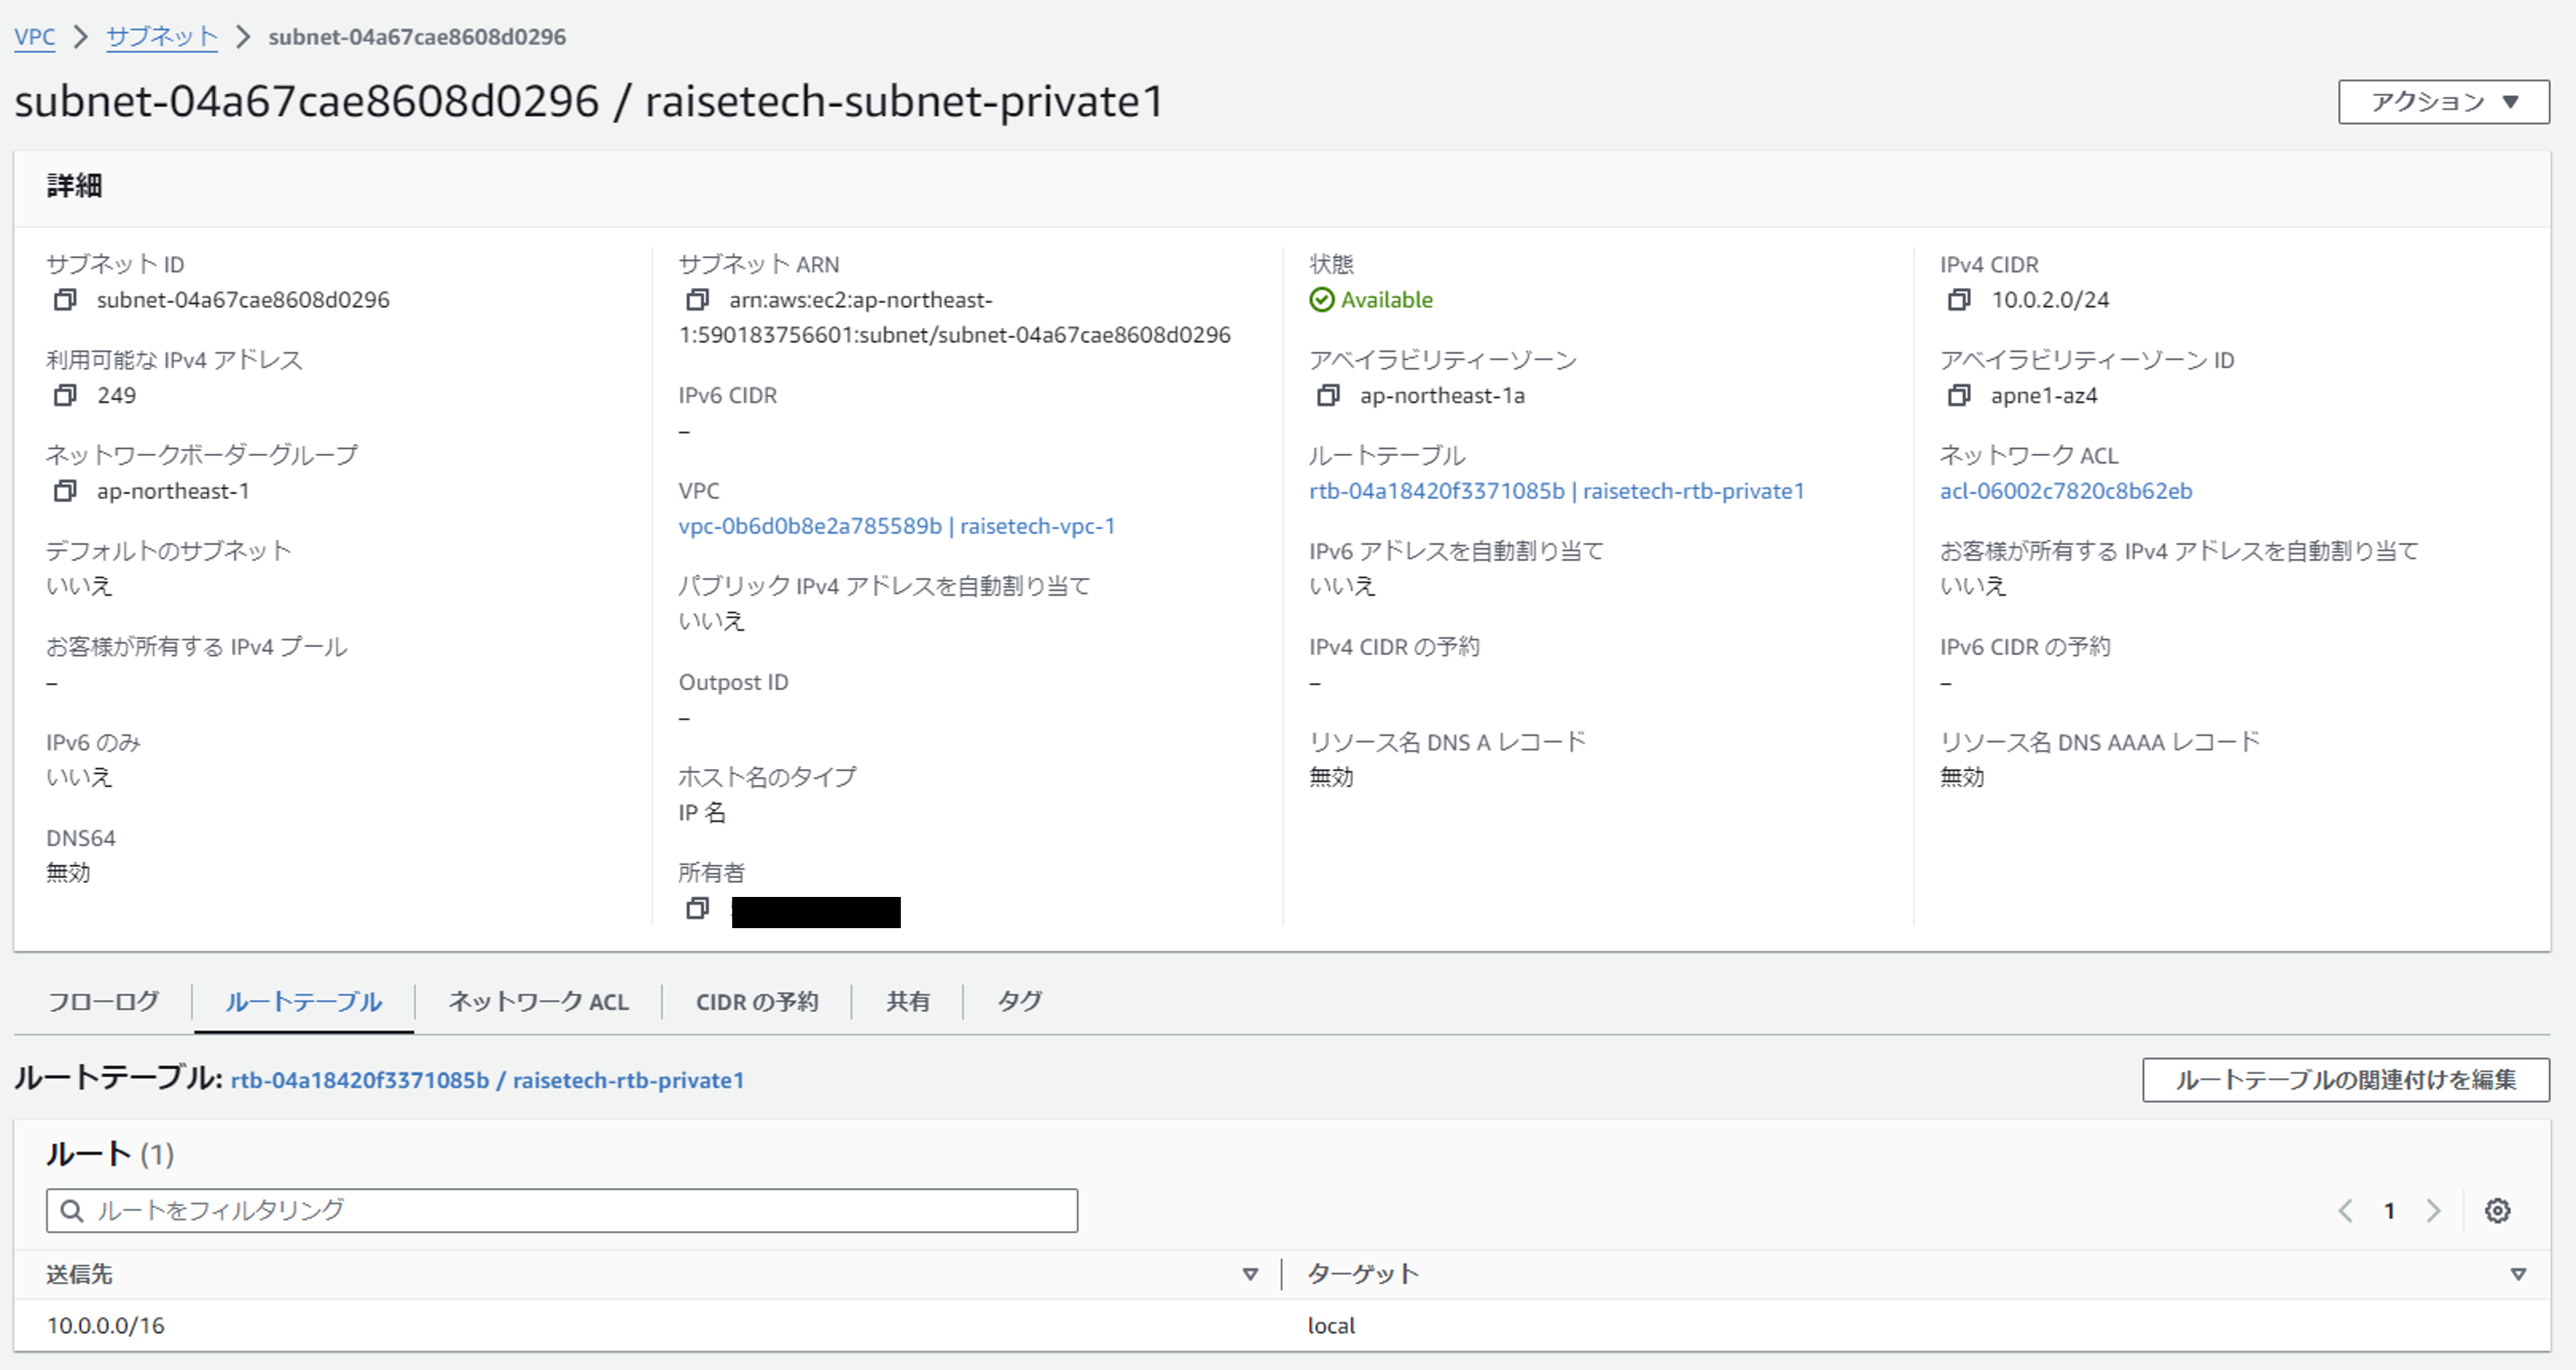 VPC > サブネット > subnet-04a67cae8608d0296
subnet-04a67cae8608d0296 / raisetech-subnet-private1
アクション
詳細
サブネット ID
subnet-04a67cae8608d0296
利用可能な IPv4 アドレス
249
ネットワークボーダーグループ
ap-northeast-1
デフォルトのサブネット
いいえ
お客様が所有する IPv4 プール
–
IPv6 のみ
いいえ
DNS64
無効
サブネット ARN
arn:aws:ec2:ap-northeast-
1:590183756601:subnet/subnet-04a67cae8608d0296
IPv6 CIDR
–
VPC
vpc-0b6d0b8e2a785589b | raisetech-vpc-1
パブリック IPv4 アドレスを自動割り当て
いいえ
Outpost ID
–
ホスト名のタイプ
IP 名
所有者
状態
Available
アベイラビリティーゾーン
ap-northeast-1a
ルートテーブル
rtb-04a18420f3371085b | raisetech-rtb-private1
IPv6 アドレスを自動割り当て
いいえ
IPv4 CIDR の予約
–
リソース名 DNS A レコード
無効
IPv4 CIDR
10.0.2.0/24
アベイラビリティーゾーン ID
apne1-az4
ネットワーク ACL
acl-06002c7820c8b62eb
お客様が所有する IPv4 アドレスを自動割り当て
いいえ
IPv6 CIDR の予約
–
リソース名 DNS AAAA レコード
無効
フローログ
ルートテーブル
ネットワーク ACL
CIDR の予約
共有
タグ
ルートテーブル: rtb-04a18420f3371085b / raisetech-rtb-private1
ルートテーブルの関連付けを編集
ルート (1)
ルートをフィルタリング
1
送信先
ターゲット
10.0.0.0/16
local